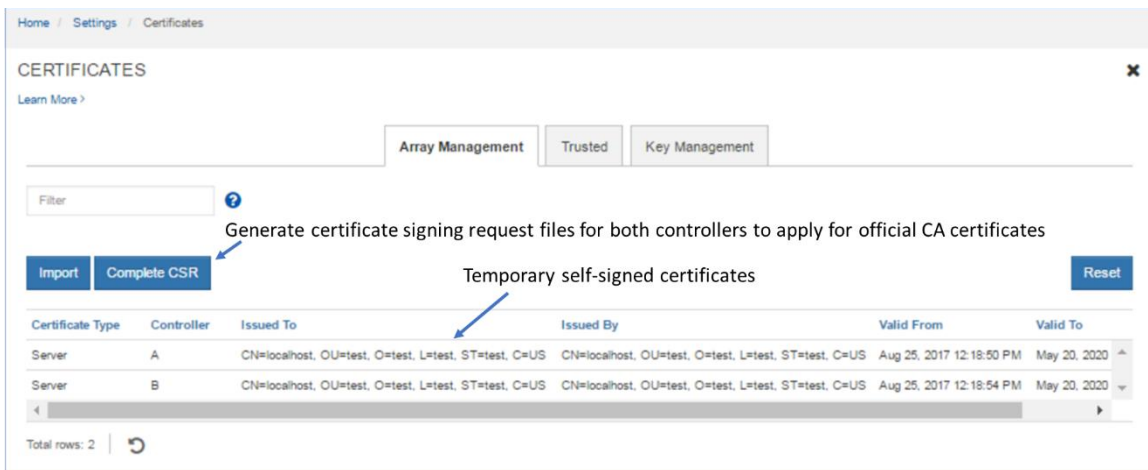 Home / Settings / Certificates
CERTIFICATES
Learn More >
Array Management Trusted Key Management
Filter
Generate certificate signing request files for both controllers to apply for official CA certificates
Import Complete CSR Temporary self-signed certificates Reset
Certificate Type Controller Issued To Issued By Valid From Valid To
Server A CN=localhost, OU=test, O=test, L=test, ST=test, C=US CN=localhost, OU=test, O=test, L=test, ST=test, C=US Aug 25, 2017 12:18:50 PM May 20, 2020
Server B CN=localhost, OU=test, O=test, L=test, ST=test, C=US CN=localhost, OU=test, O=test, L=test, ST=test, C=US Aug 25, 2017 12:18:54 PM May 20, 2020
Total rows: 2